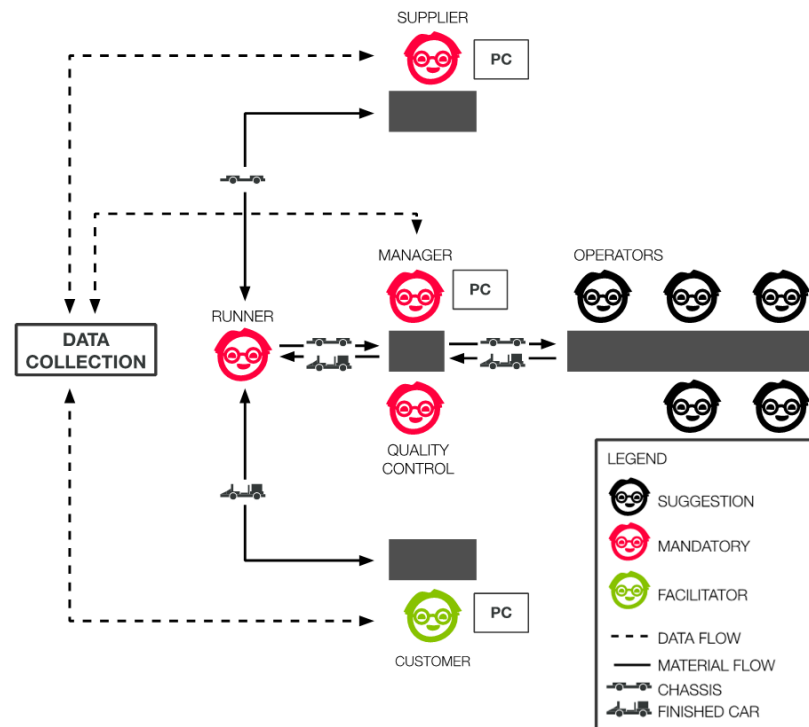 SUPPLIER
PC
MANAGER
PC
OPERATORS
RUNNER
DATA
COLLECTION
QUALITY
CONTROL
PC
CUSTOMER
LEGEND
SUGGESTION
MANDATORY
FACILITATOR
DATA FLOW
MATERIAL FLOW
CHASSIS
FINISHED CAR